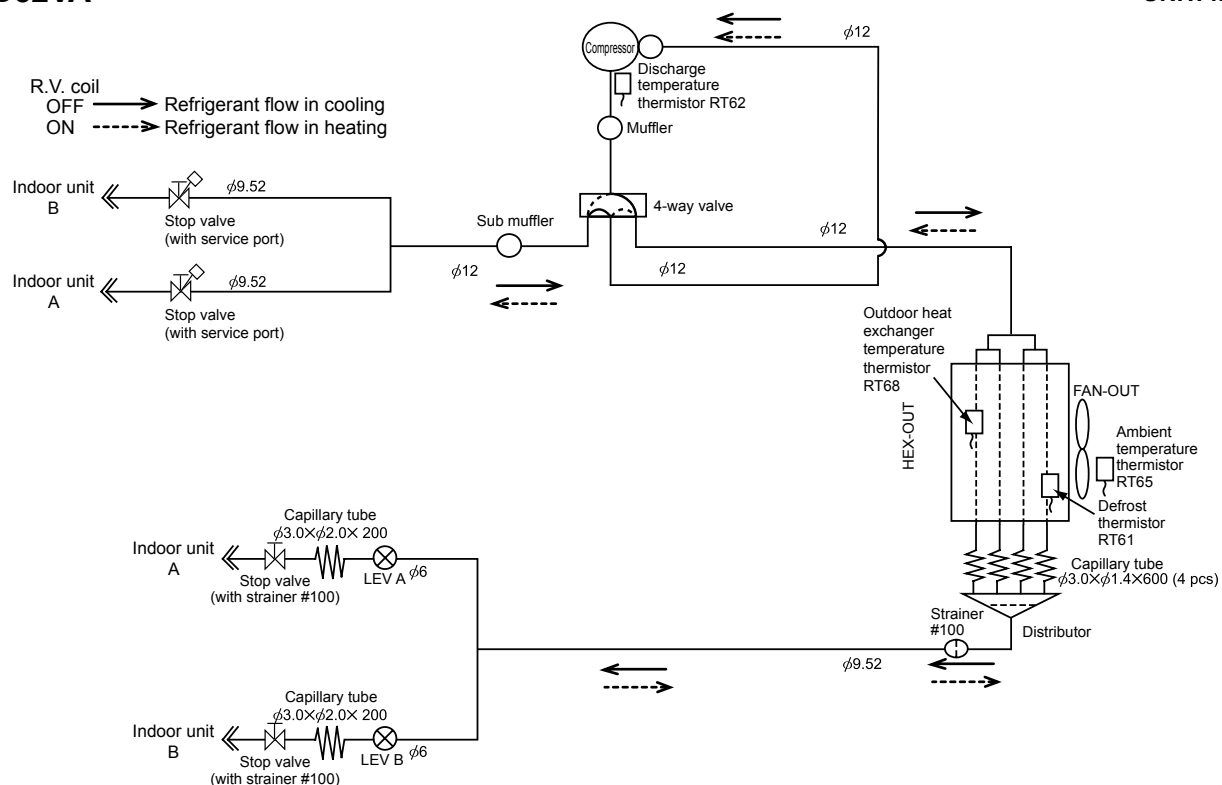 Compressor
ϕ12
Discharge
temperature
thermistor RT62
R.V. coil
OFF Refrigerant flow in cooling
ON Refrigerant flow in heating
Muffler
Indoor unit
B
ϕ9.52
Stop valve
(with service port)
4-way valve
Sub muffler
ϕ12
ϕ12
ϕ12
Indoor unit
A
ϕ9.52
Stop valve
(with service port)
Outdoor heat
exchanger
temperature
thermistor
RT68
HEX-OUT
FAN-OUT
Ambient
temperature
thermistor
RT65
Defrost
thermistor
RT61
Capillary tube
ϕ3.0×ϕ1.4×600 (4 pcs)
Strainer
#100
Distributor
ϕ9.52
Capillary tube
ϕ3.0×ϕ2.0× 200
Indoor unit
A
LEV A ϕ6
Stop valve
(with strainer #100)
Capillary tube
ϕ3.0×ϕ2.0× 200
Indoor unit
B
LEV B ϕ6
Stop valve
(with strainer #100)